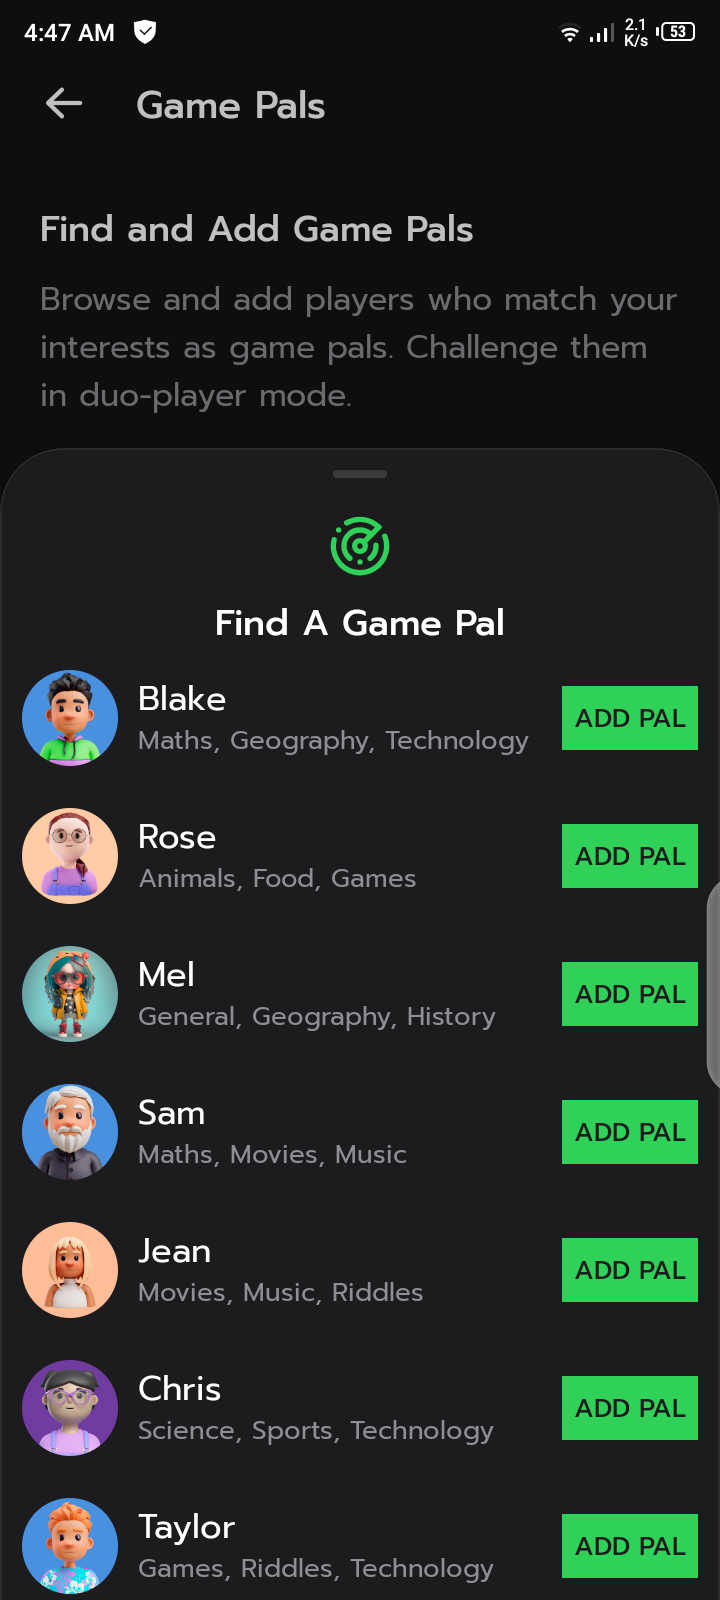 4:47 AM
2.1
K/s
53
Game Pals
Find and Add Game Pals
Browse and add players who match your
interests as game pals. Challenge them
in duo-player mode.
Find A Game Pal
Blake
Maths, Geography, Technology
ADD PAL
Rose
Animals, Food, Games
ADD PAL
Mel
General, Geography, History
ADD PAL
Sam
Maths, Movies, Music
ADD PAL
Jean
Movies, Music, Riddles
ADD PAL
Chris
Science, Sports, Technology
ADD PAL
Taylor
Games, Riddles, Technology
ADD PAL